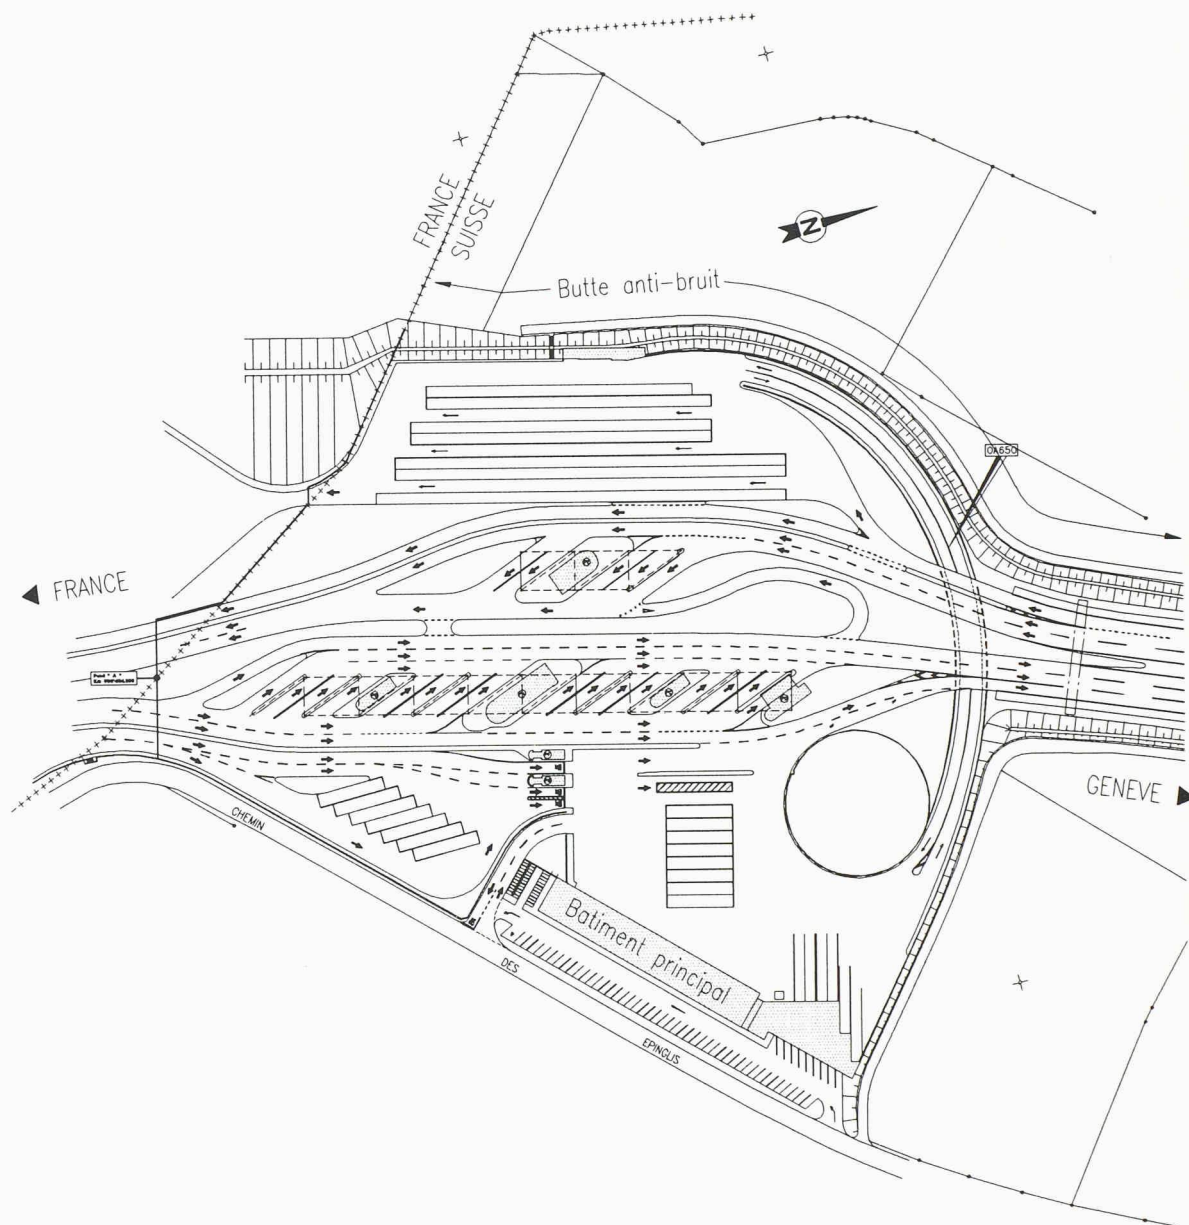 FRANCE
SUISSE
N
Butte anti-bruit
OA650
FRANCE
GENEVE
CHEMIN
DES
EPINGLIS
Batiment principal